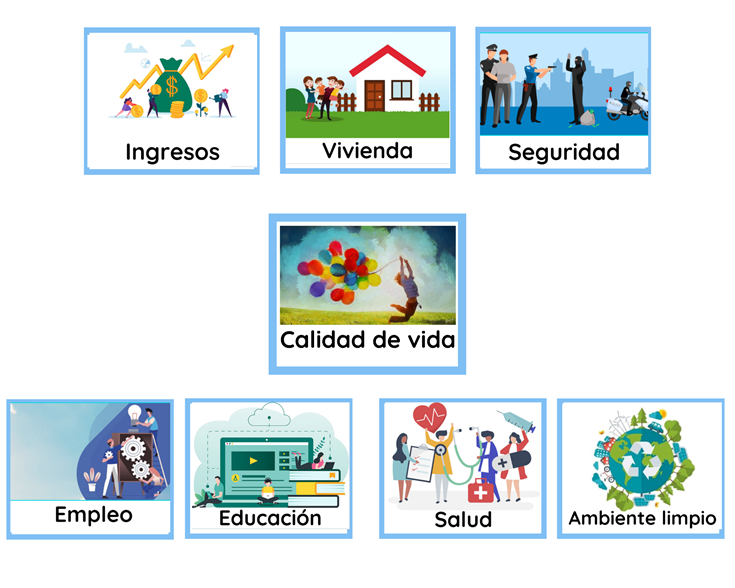 Ingresos
Vivienda
Seguridad
Calidad de vida
Empleo
Educación
Salud
Ambiente limpio